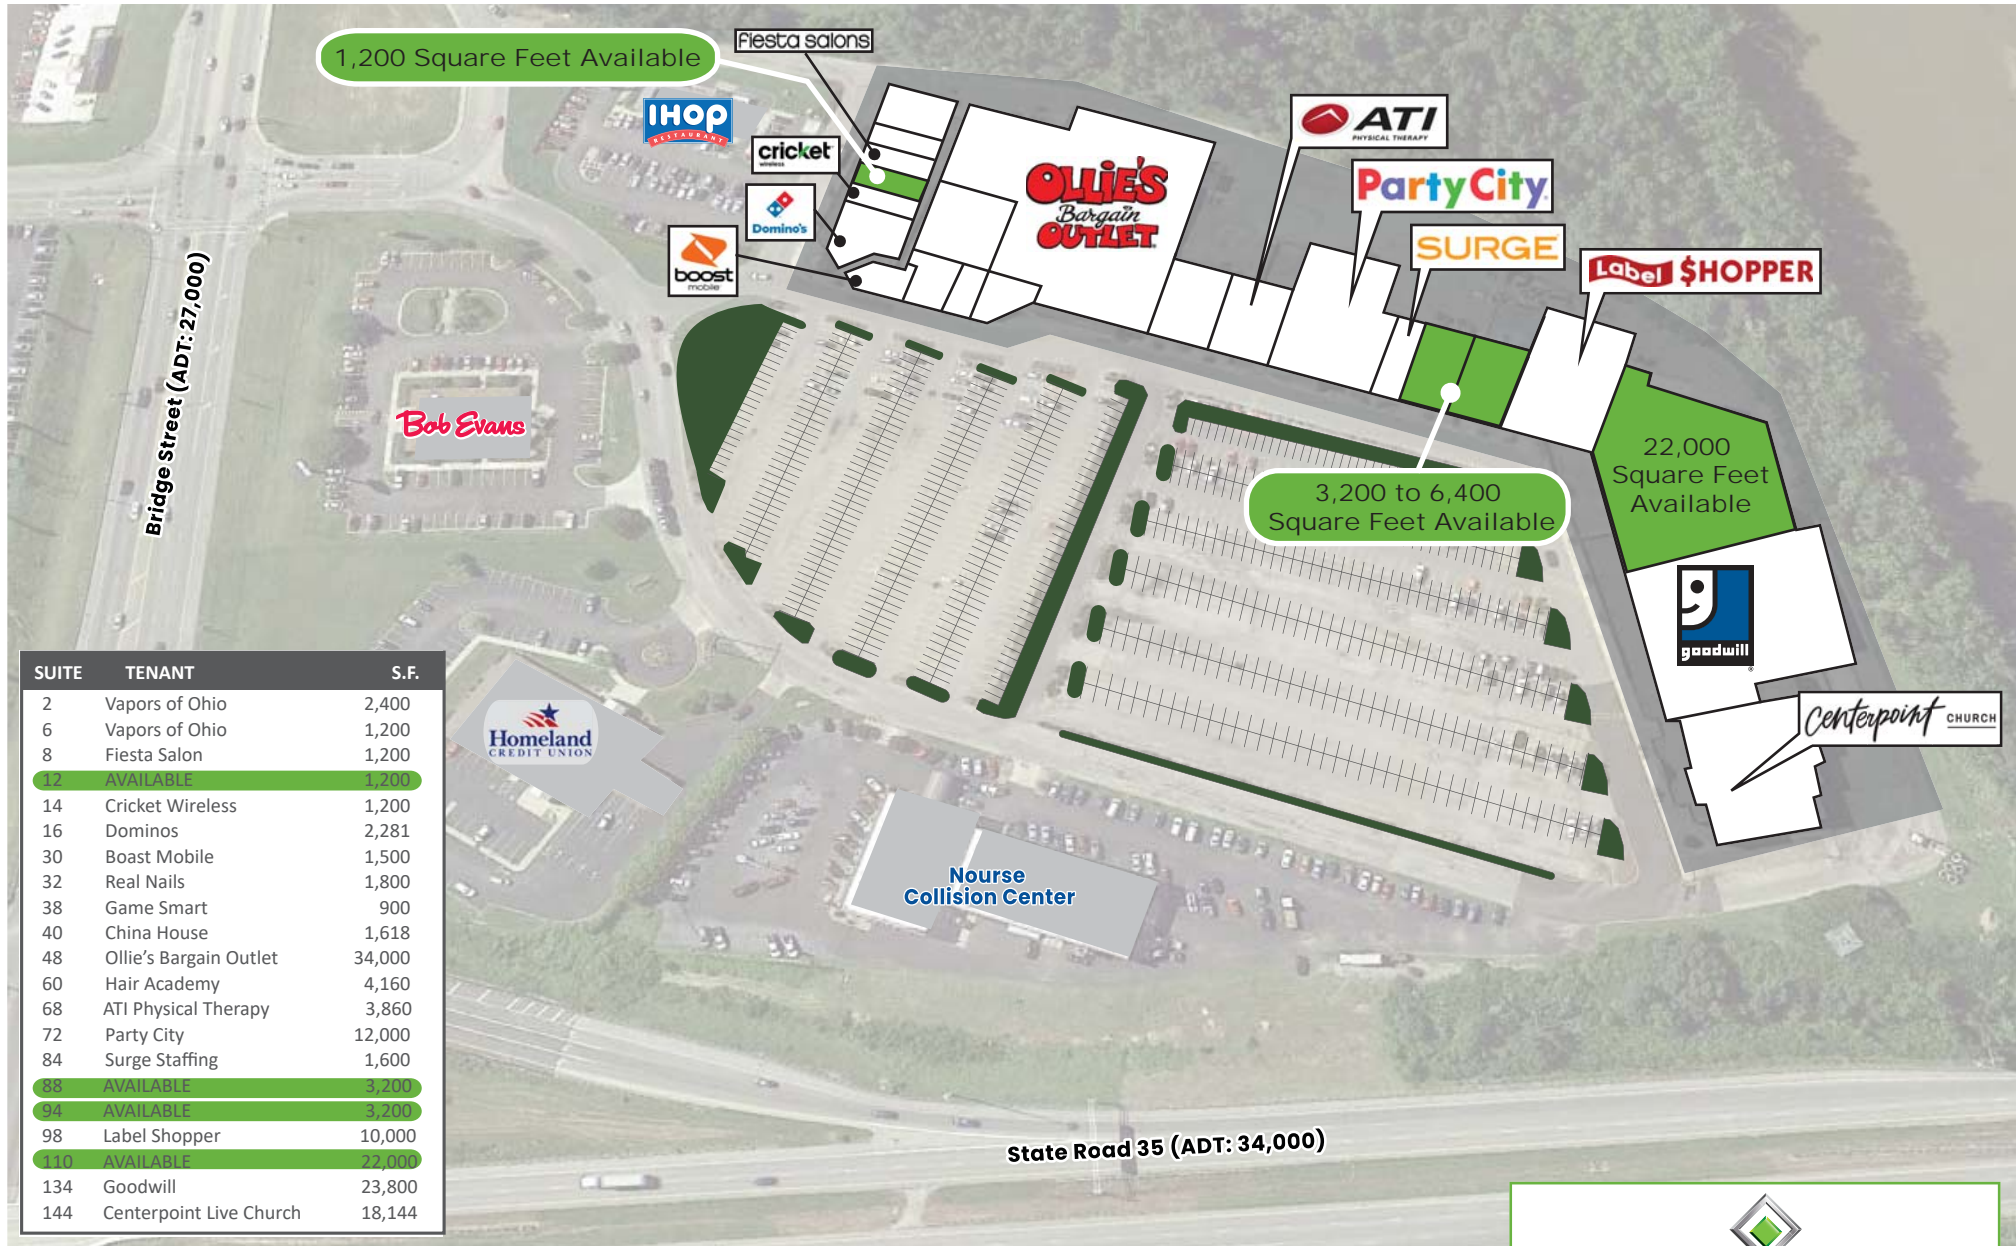 1,200 Square Feet Available
fiesta salons
IHOP
RESTAURANT
cricket
wireless
Domino's
boost
mobile
OLLIE'S
Bargain
OUTLET
ATI
PHYSICAL THERAPY
Party City
SURGE
Label $HOPPER
Bridge Street (ADT: 27,000)
Bob Evans
3,200 to 6,400
Square Feet Available
22,000
Square Feet
Available
goodwill
Centerpoint CHURCH
Homeland
CREDIT UNION
Nourse
Collision Center
State Road 35 (ADT: 34,000)
SUITE TENANT S.F.
2 Vapors of Ohio 2,400
6 Vapors of Ohio 1,200
8 Fiesta Salon 1,200
12 AVAILABLE 1,200
14 Cricket Wireless 1,200
16 Dominos 2,281
30 Boast Mobile 1,500
32 Real Nails 1,800
38 Game Smart 900
40 China House 1,618
48 Ollie’s Bargain Outlet 34,000
60 Hair Academy 4,160
68 ATI Physical Therapy 3,860
72 Party City 12,000
84 Surge Staffing 1,600
88 AVAILABLE 3,200
94 AVAILABLE 3,200
98 Label Shopper 10,000
110 AVAILABLE 22,000
134 Goodwill 23,800
144 Centerpoint Live Church 18,144